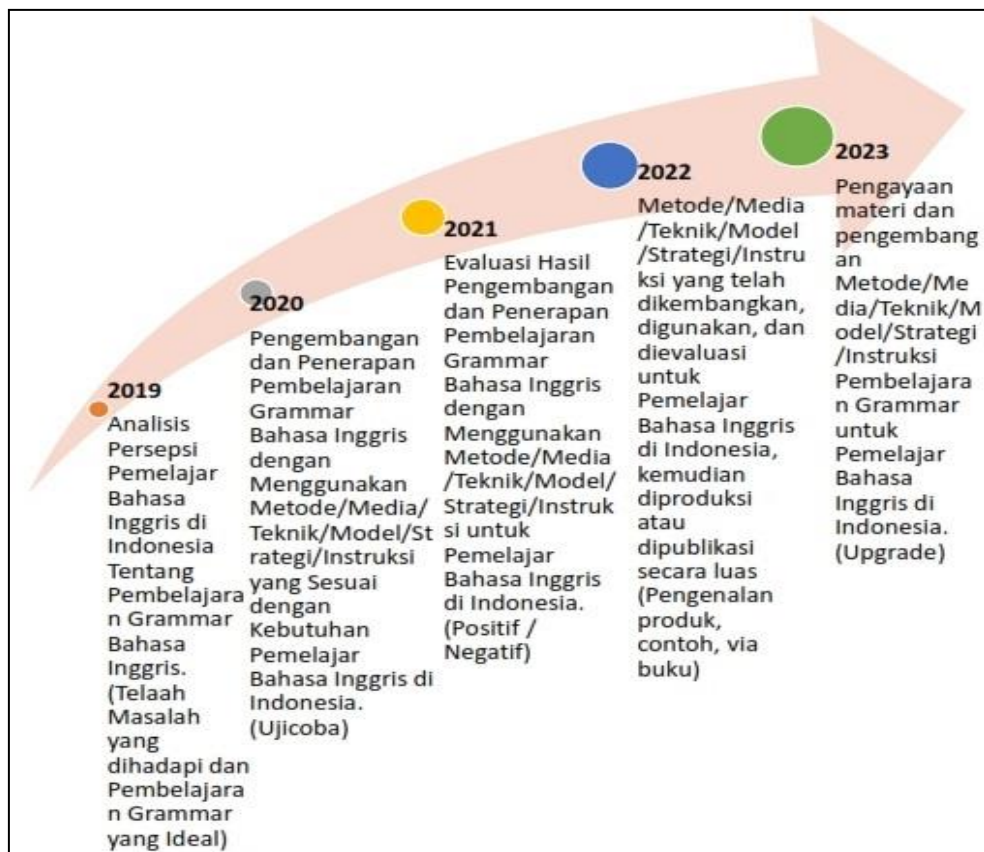 2019
Analisis
Persepsi
Pemelajar
Bahasa
Inggris di
Indonesia
Tentang
Pembelajara
n Grammar
Bahasa
Inggris.
(Telaah
Masalah
yang
dihadapi dan
Pembelajara
n Grammar
yang Ideal)
2020
Pengembangan
dan Penerapan
Pembelajaran
Grammar
Bahasa Inggris
dengan
Menggunakan
Metode/Media/
Teknik/Model/St
rategi/Instruksi
yang Sesuai
dengan
Kebutuhan
Pemelajar
Bahasa Inggris di
Indonesia.
(Ujicoba)
2021
Evaluasi Hasil
Pengembangan
dan Penerapan
Pembelajaran
Grammar
Bahasa Inggris
dengan
Menggunakan
Metode/Media
/Teknik/Model/
Strategi/Instruk
si untuk
Pemelajar
Bahasa Inggris
di Indonesia.
(Positif /
Negatif)
2022
Metode/Media
/Teknik/Model
/Strategi/Instru
ksi yang telah
dikembangkan,
digunakan, dan
dievaluasi
untuk
Pemelajar
Bahasa Inggris
di Indonesia,
kemudian
diproduksi
atau
dipublikasi
secara luas
(Pengenalan
produk,
contoh, via
buku)
2023
Pengayaan
materi dan
pengembang
an
Metode/Me
dia/Teknik/M
odel/Strategi
/Instruksi
Pembelajara
n Grammar
untuk
Pemelajar
Bahasa
Inggris di
Indonesia.
(Upgrade)